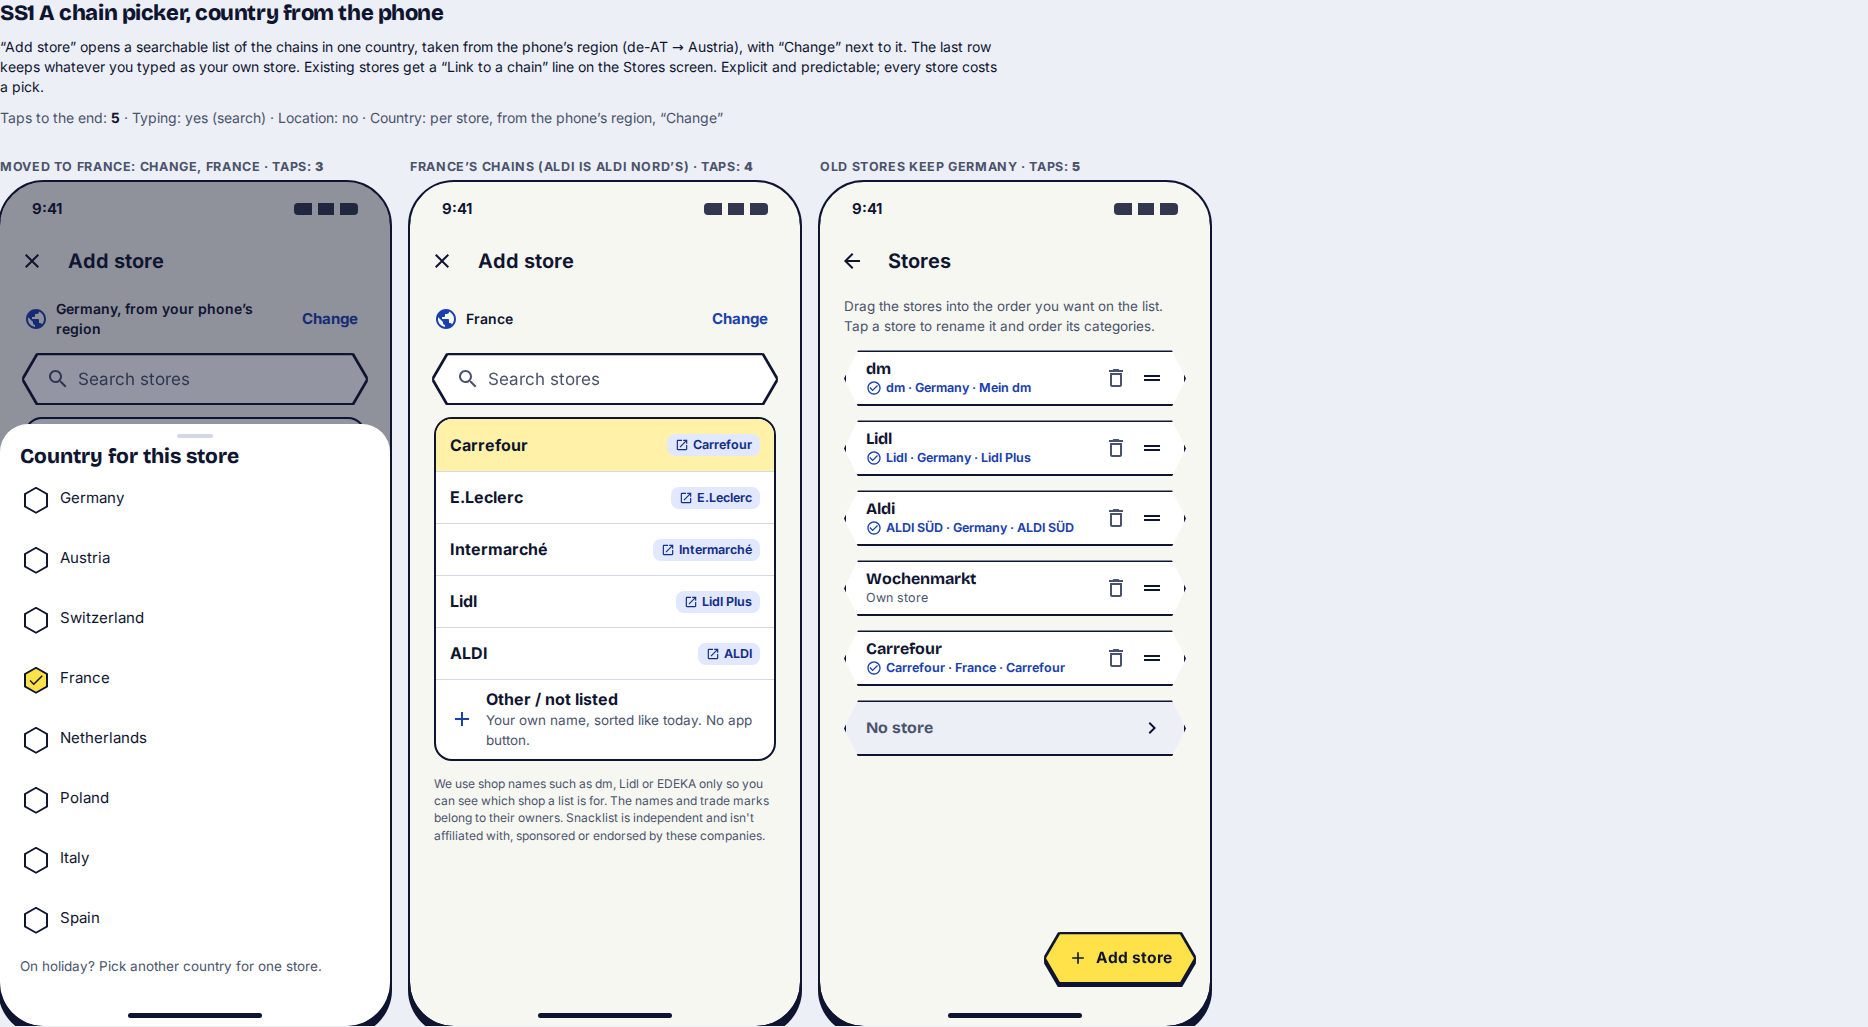 SS1 A chain picker, country from the phone
“Add store” opens a searchable list of the chains in one country, taken from the phone’s region (de-AT → Austria), with “Change” next to it. The last row
keeps whatever you typed as your own store. Existing stores get a “Link to a chain” line on the Stores screen. Explicit and predictable; every store costs
a pick.
Taps to the end: 5 · Typing: yes (search) · Location: no · Country: per store, from the phone’s region, “Change”
MOVED TO FRANCE: CHANGE, FRANCE · TAPS: 3
9:41
Add store
Germany, from your phone’s
region
Change
Search stores
Country for this store
Germany
Austria
Switzerland
France
Netherlands
Poland
Italy
Spain
On holiday? Pick another country for one store.
FRANCE’S CHAINS (ALDI IS ALDI NORD’S) · TAPS: 4
9:41
Add store
France
Change
Search stores
Carrefour
Carrefour
E.Leclerc
E.Leclerc
Intermarché
Intermarché
Lidl
Lidl Plus
ALDI
ALDI
Other / not listed
Your own name, sorted like today. No app
button.
We use shop names such as dm, Lidl or EDEKA only so you
can see which shop a list is for. The names and trade marks
belong to their owners. Snacklist is independent and isn't
affiliated with, sponsored or endorsed by these companies.
OLD STORES KEEP GERMANY · TAPS: 5
9:41
Stores
Drag the stores into the order you want on the list.
Tap a store to rename it and order its categories.
dm
dm · Germany · Mein dm
Lidl
Lidl · Germany · Lidl Plus
Aldi
ALDI SÜD · Germany · ALDI SÜD
Wochenmarkt
Own store
Carrefour
Carrefour · France · Carrefour
No store
Add store